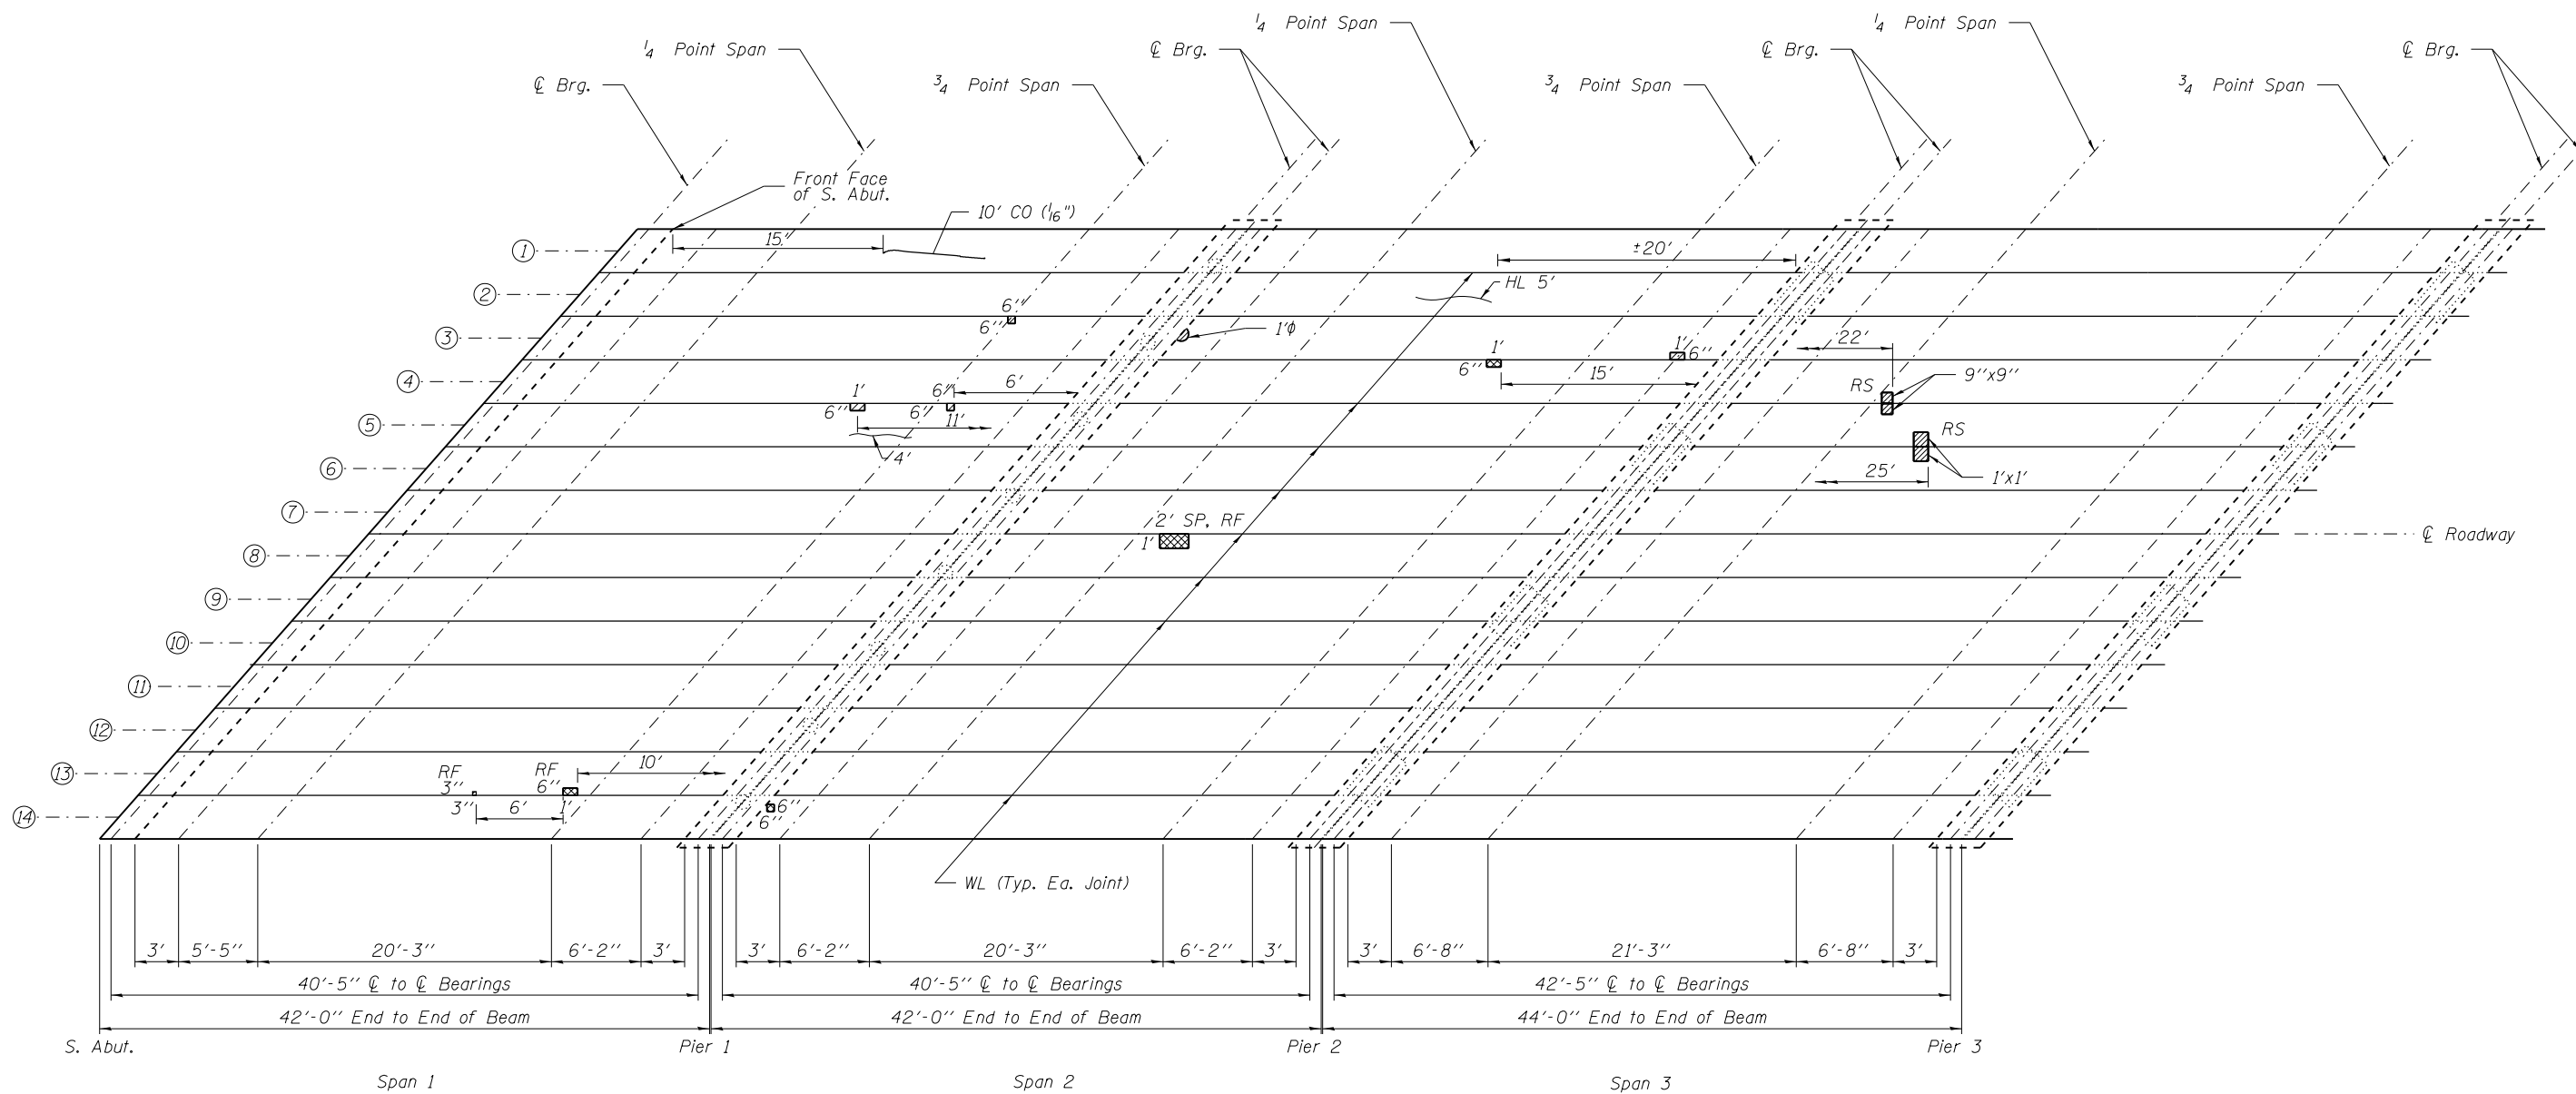 1/4 Point Span
1/4 Point Span
1/4 Point Span
℄ Brg.
℄ Brg.
℄ Brg.
℄ Brg.
3/4 Point Span
3/4 Point Span
3/4 Point Span
Front Face
of S. Abut.
10' CO (1/16")
15'
±20'
1
2
3
4
5
6
7
8
9
10
11
12
13
14
HL 5'
6"
6"
1'ϕ
22'
1'
6"
15'
1'
6"
RS
9"x9"
1'
6"
6"
6"
6'
11'
4'
RS
1'x1'
25'
2' SP, RF
1'
℄ Roadway
RF
3"
3"
6'
RF
6"
1'
10'
6"
6"
WL (Typ. Ea. Joint)
3'
5'-5"
20'-3"
6'-2"
3'
3'
6'-2"
20'-3"
6'-2"
3'
3'
6'-8"
21'-3"
6'-8"
3'
40'-5" ℄ to ℄ Bearings
40'-5" ℄ to ℄ Bearings
42'-5" ℄ to ℄ Bearings
42'-0" End to End of Beam
42'-0" End to End of Beam
44'-0" End to End of Beam
S. Abut.
Pier 1
Pier 2
Pier 3
Span 1
Span 2
Span 3